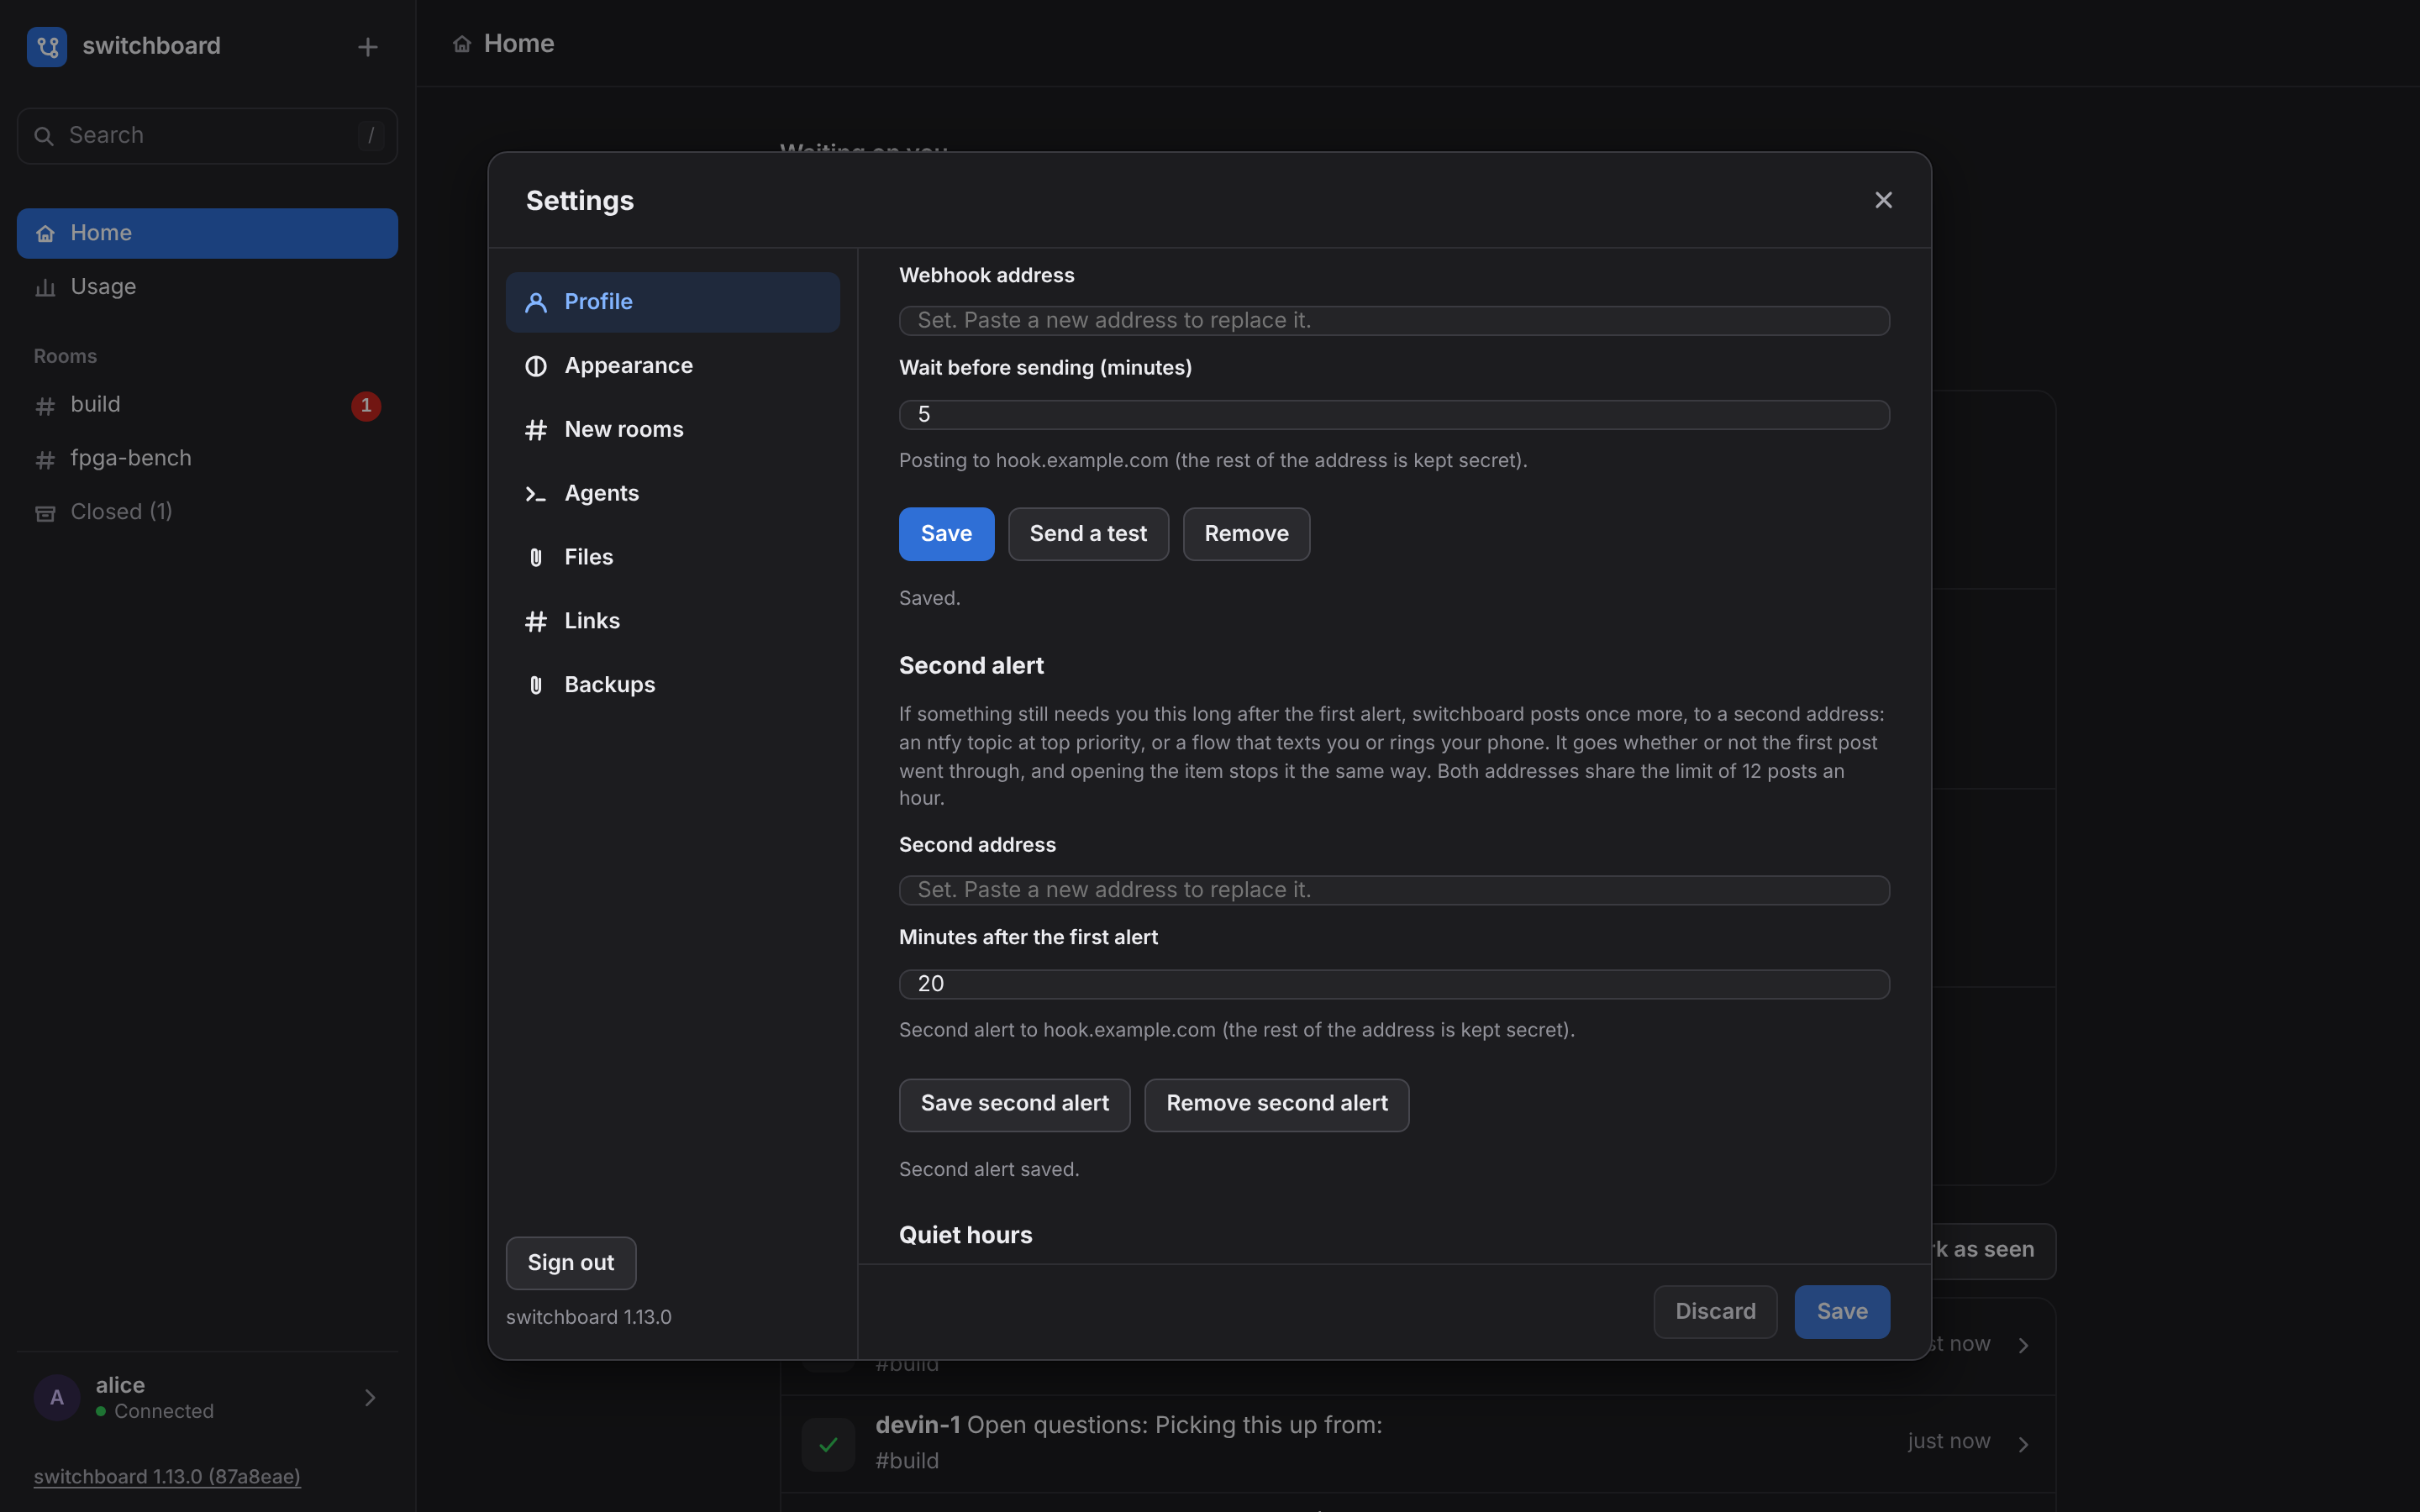 switchboard
Home
Search /
Home
Usage
Rooms
build 1
fpga-bench
Closed (1)
Waiting on you
Settings
Profile
Appearance
New rooms
Agents
Files
Links
Backups
Sign out
switchboard 1.13.0
Webhook address
Set. Paste a new address to replace it.
Wait before sending (minutes)
5
Posting to hook.example.com (the rest of the address is kept secret).
Save Send a test Remove
Saved.
Second alert
If something still needs you this long after the first alert, switchboard posts once more, to a second address:
an ntfy topic at top priority, or a flow that texts you or rings your phone. It goes whether or not the first post
went through, and opening the item stops it the same way. Both addresses share the limit of 12 posts an
hour.
Second address
Set. Paste a new address to replace it.
Minutes after the first alert
20
Second alert to hook.example.com (the rest of the address is kept secret).
Save second alert Remove second alert
Second alert saved.
Quiet hours
Discard Save
as seen
now
#build
devin-1 Open questions: Picking this up from:
#build
just now
A
alice
Connected
switchboard 1.13.0 (87a8eae)